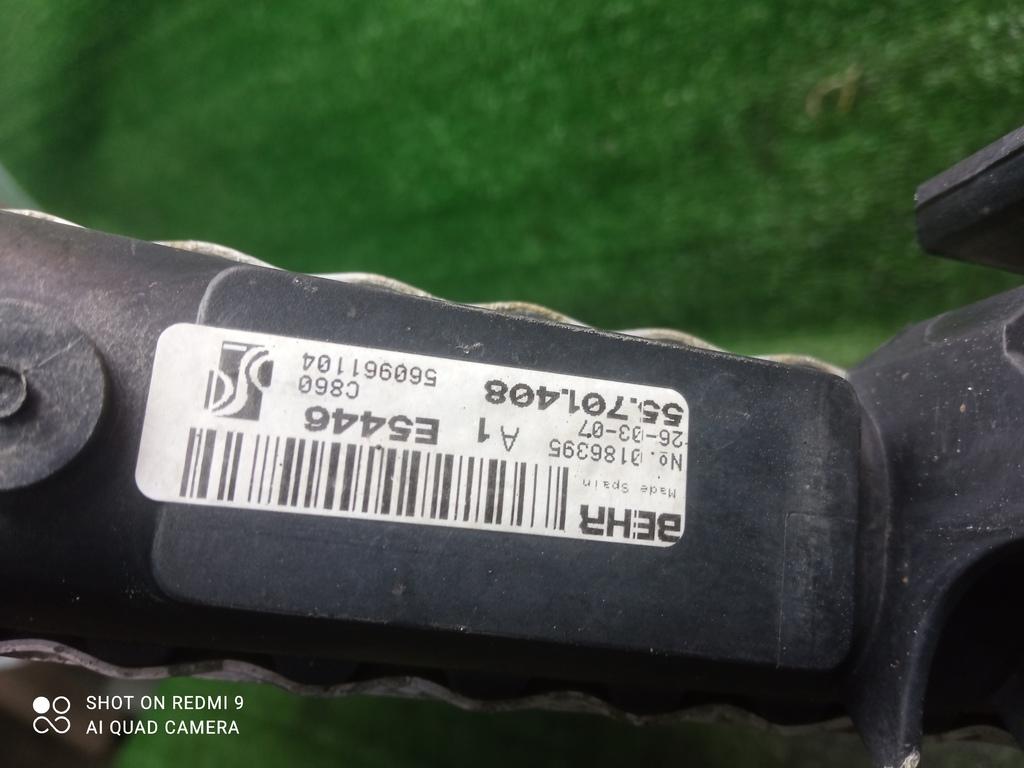 BEHR
Made Spain
No. 0186395
26-03-07
A1 E5446
55.701.408
C860
560961104
SHOT ON REDMI 9
AI QUAD CAMERA